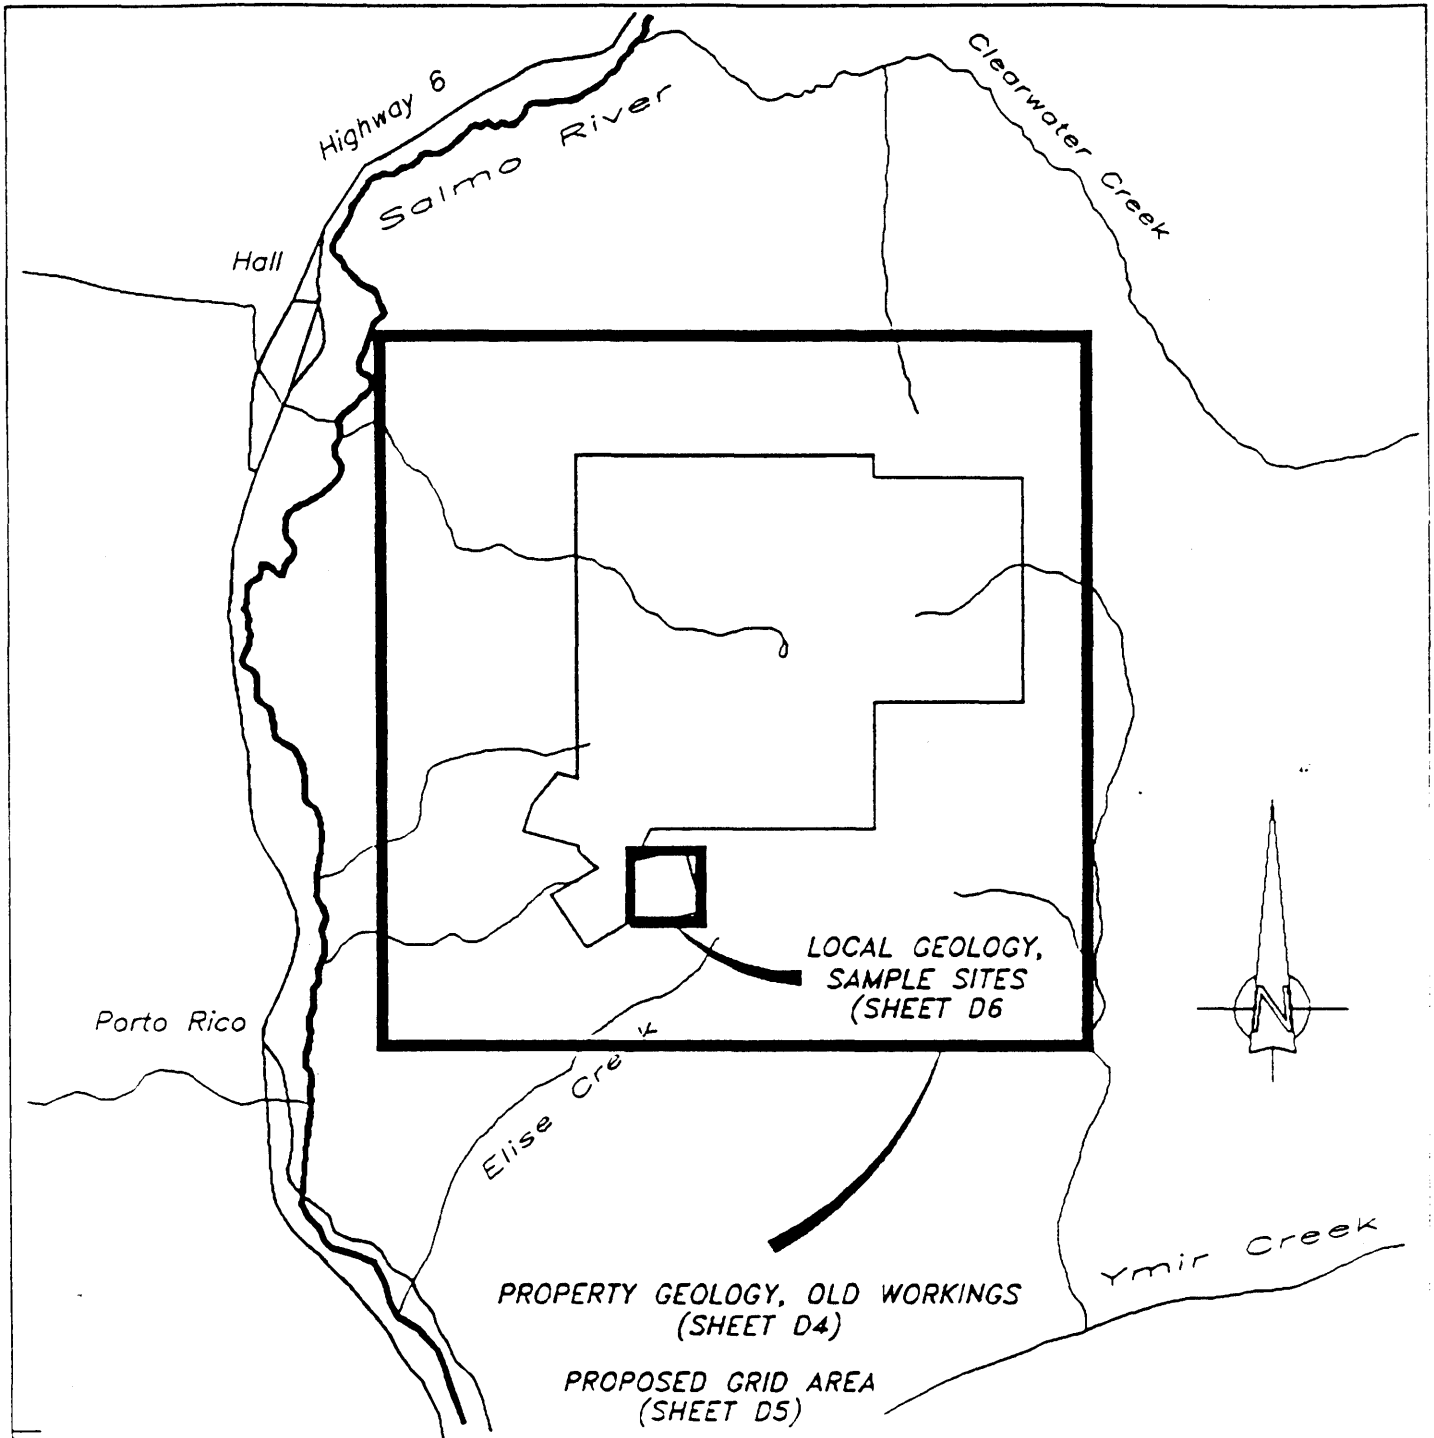 Highway 6
Salmo River
Clearwater Creek
Hall
LOCAL GEOLOGY,
SAMPLE SITES
(SHEET D6
N
Porto Rico
Elise Cre k
Ymir Creek
PROPERTY GEOLOGY, OLD WORKINGS
(SHEET D4)
PROPOSED GRID AREA
(SHEET D5)